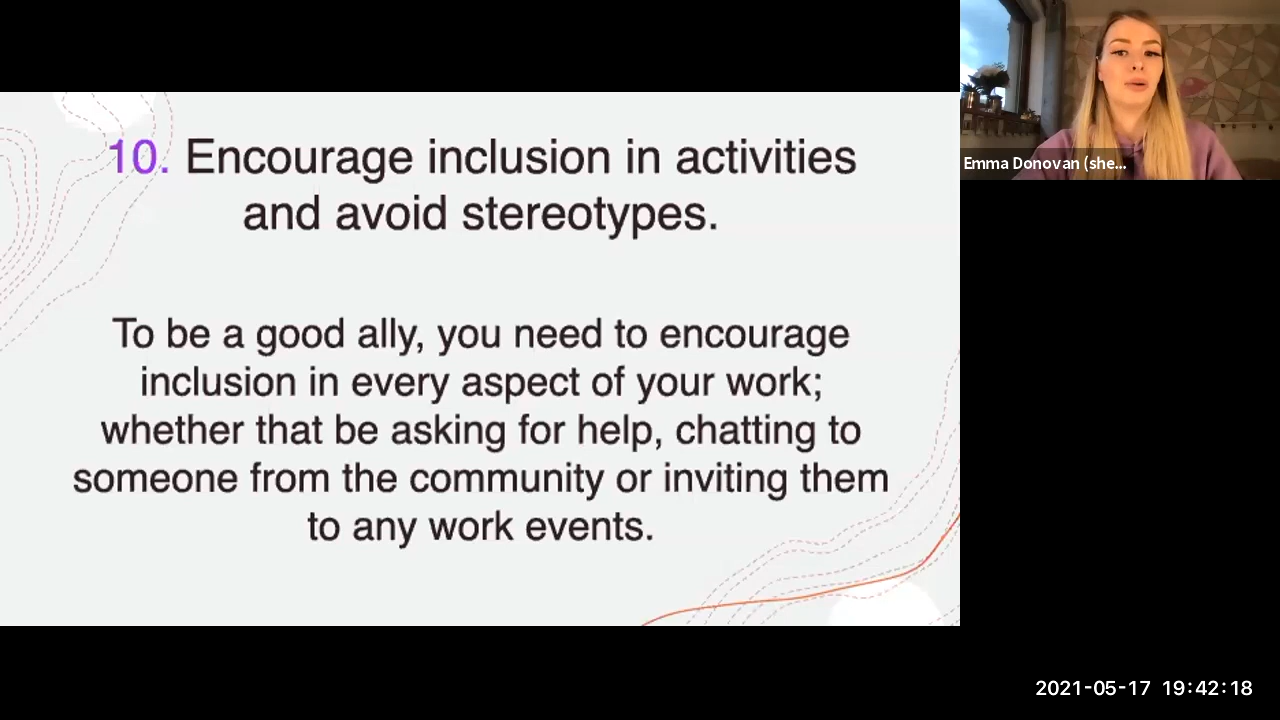 10. Encourage inclusion in activities
and avoid stereotypes.
To be a good ally, you need to encourage
inclusion in every aspect of your work;
whether that be asking for help, chatting to
someone from the community or inviting them
to any work events.
Emma Donovan (she...
2021-05-17 19:42:18